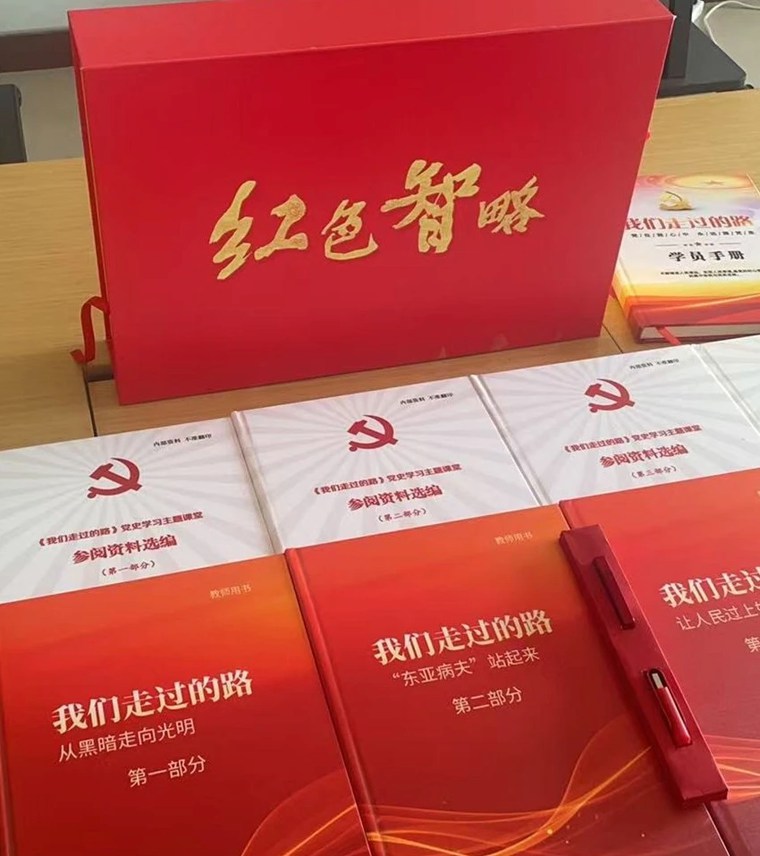 红色智略
我们走过的路
学员手册
内部资料 不准翻印
《我们走过的路》党史学习主题课堂
参阅资料选编
（第一部分）
内部资料 不准翻印
《我们走过的路》党史学习主题课堂
参阅资料选编
（第二部分）
内部资料 不准翻印
《我们走过的路》党史学习主题课堂
参阅资料选编
（第三部分）
教师用书
我们走过的路
从黑暗走向光明
第一部分
教师用书
我们走过的路
“东亚病夫”站起来
第二部分
我们走过
让人民过上
第